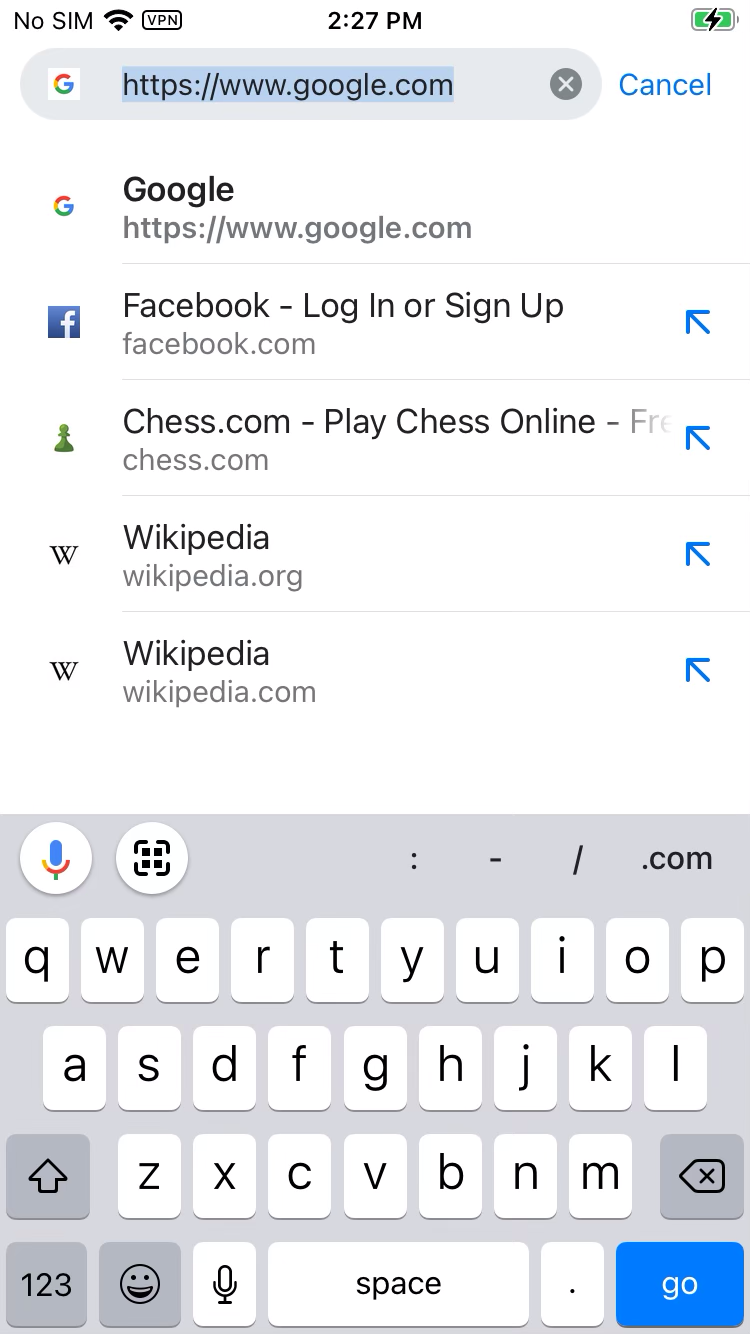 No SIM VPN 2:27 PM
https://www.google.com Cancel
Google
https://www.google.com
Facebook - Log In or Sign Up
facebook.com
Chess.com - Play Chess Online - Fre
chess.com
Wikipedia
wikipedia.org
Wikipedia
wikipedia.com
: - / .com
q w e r t y u i o p
a s d f g h j k l
z x c v b n m
123 space . go